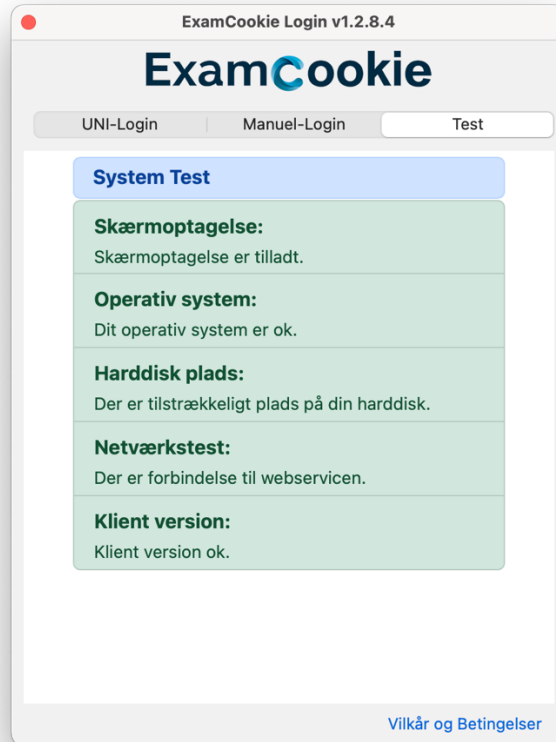 ExamCookie Login v1.2.8.4
ExamCookie
UNI-Login
Manuel-Login
Test
System Test
Skærmoptagelse:
Skærmoptagelse er tilladt.
Operativ system:
Dit operativ system er ok.
Harddisk plads:
Der er tilstrækkeligt plads på din harddisk.
Netværkstest:
Der er forbindelse til webservicen.
Klient version:
Klient version ok.
Vilkår og Betingelser